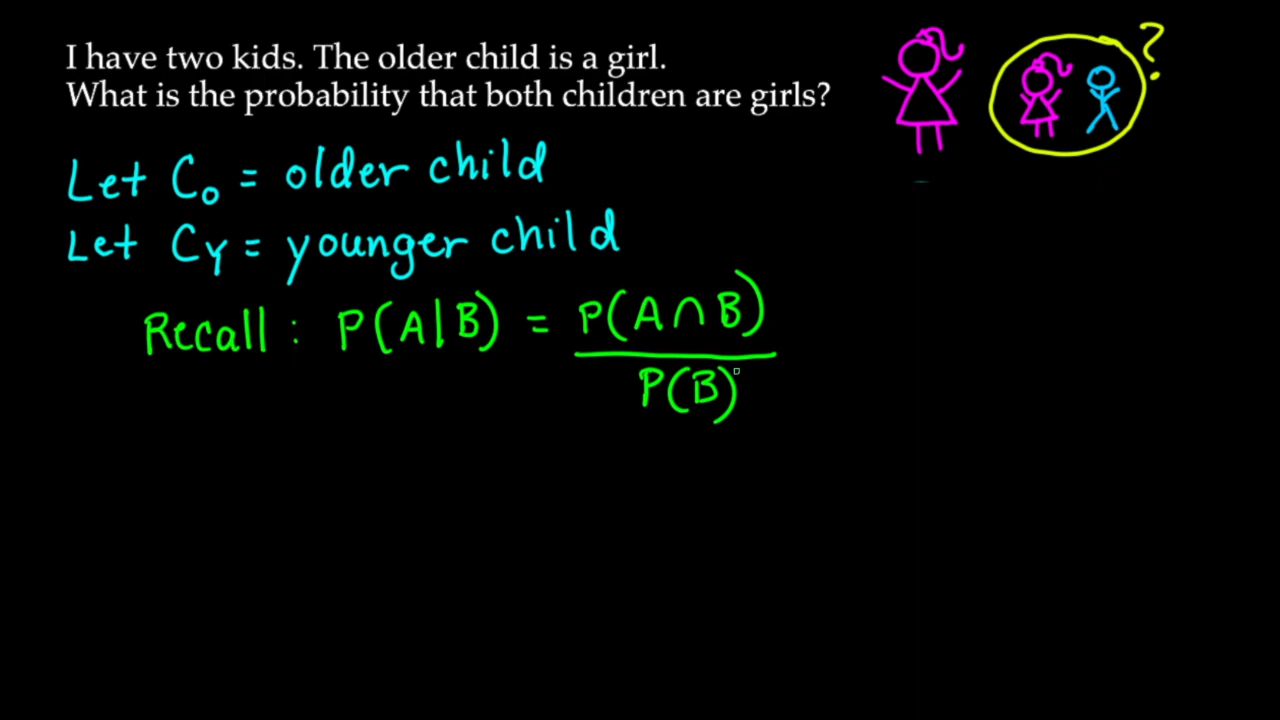 I have two kids. The older child is a girl.
What is the probability that both children are girls?
?
Let C₀ = older child
Let Cy = younger child
Recall : P(A|B) = P(A∩B)
P(B)